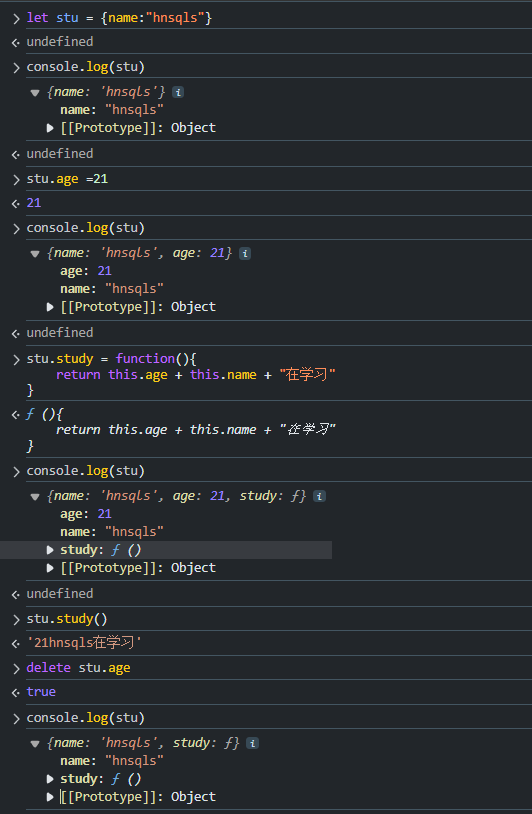 let stu = {name:"hnsqls"}
undefined
console.log(stu)
{name: 'hnsqls'} i
name: "hnsqls"
[[Prototype]]: Object
undefined
stu.age =21
21
console.log(stu)
{name: 'hnsqls', age: 21} i
age: 21
name: "hnsqls"
[[Prototype]]: Object
undefined
stu.study = function(){
return this.age + this.name + "在学习"
}
ƒ (){
return this.age + this.name + "在学习"
}
console.log(stu)
{name: 'hnsqls', age: 21, study: ƒ} i
age: 21
name: "hnsqls"
study: ƒ ()
[[Prototype]]: Object
undefined
stu.study()
'21hnsqls在学习'
delete stu.age
true
console.log(stu)
{name: 'hnsqls', study: ƒ} i
name: "hnsqls"
study: ƒ ()
[[Prototype]]: Object